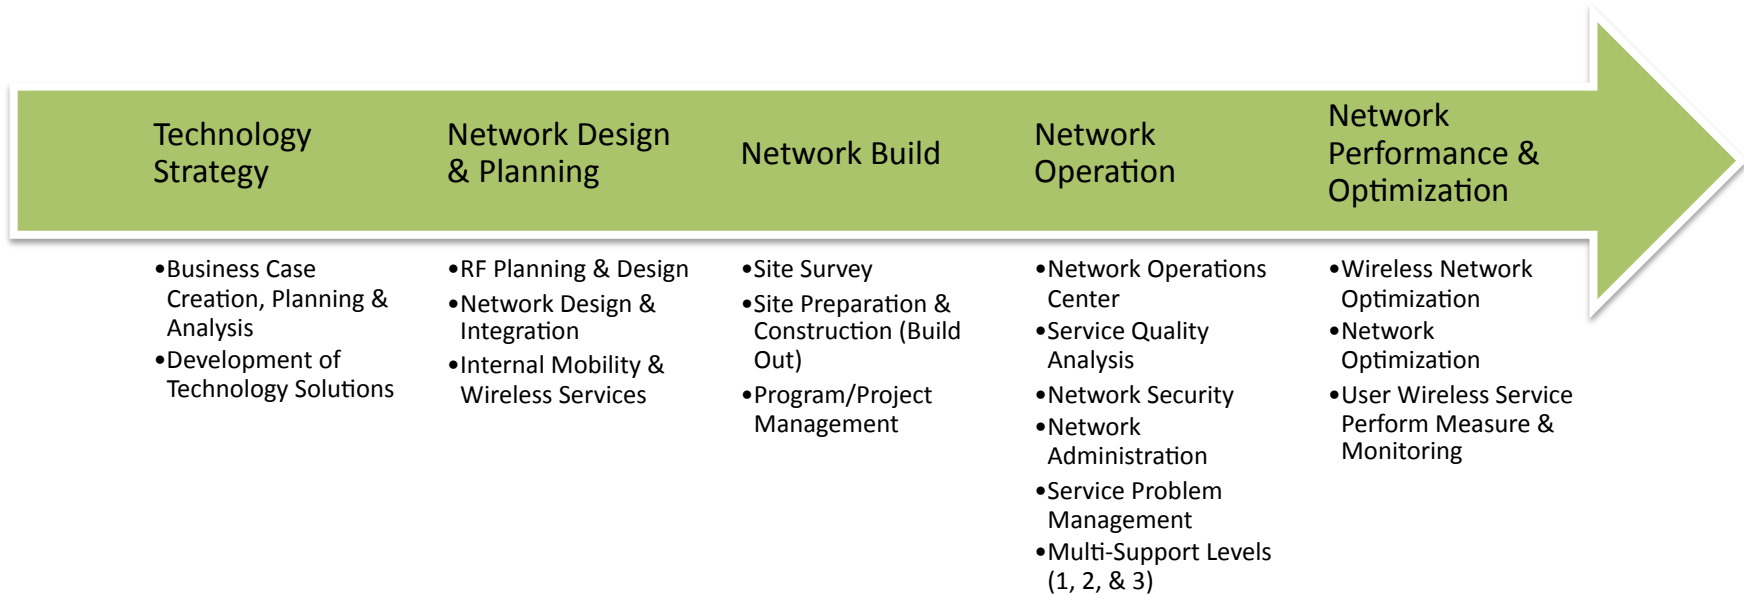 Technology
Strategy
•Business Case
Creation, Planning &
Analysis
•Development of
Technology Solutions
Network Design
& Planning
•RF Planning & Design
•Network Design &
Integration
•Internal Mobility &
Wireless Services
Network Build
•Site Survey
•Site Preparation &
Construction (Build
Out)
•Program/Project
Management
Network
Operation
•Network Operations
Center
•Service Quality
Analysis
•Network Security
•Network
Administration
•Service Problem
Management
•Multi-Support Levels
(1, 2, & 3)
Network
Performance &
Optimization
•Wireless Network
Optimization
•Network
Optimization
•User Wireless Service
Perform Measure &
Monitoring